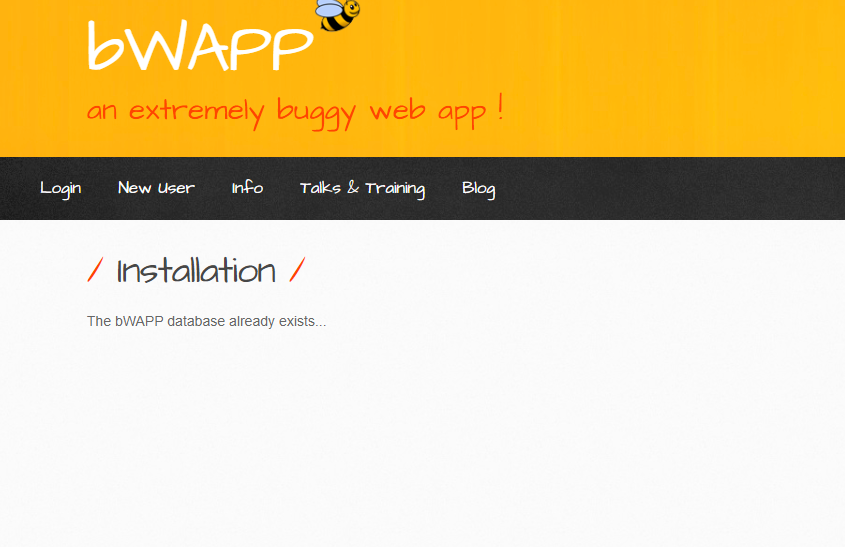 bWAPP
an extremely buggy web app !
Login New User Info Talks & Training Blog
/ Installation /
The bWAPP database already exists...